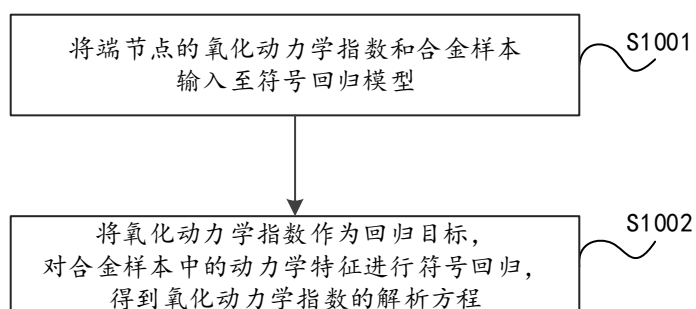 将端节点的氧化动力学指数和合金样本
输入至符号回归模型
S1001
将氧化动力学指数作为回归目标，
对合金样本中的动力学特征进行符号回归，
得到氧化动力学指数的解析方程
S1002